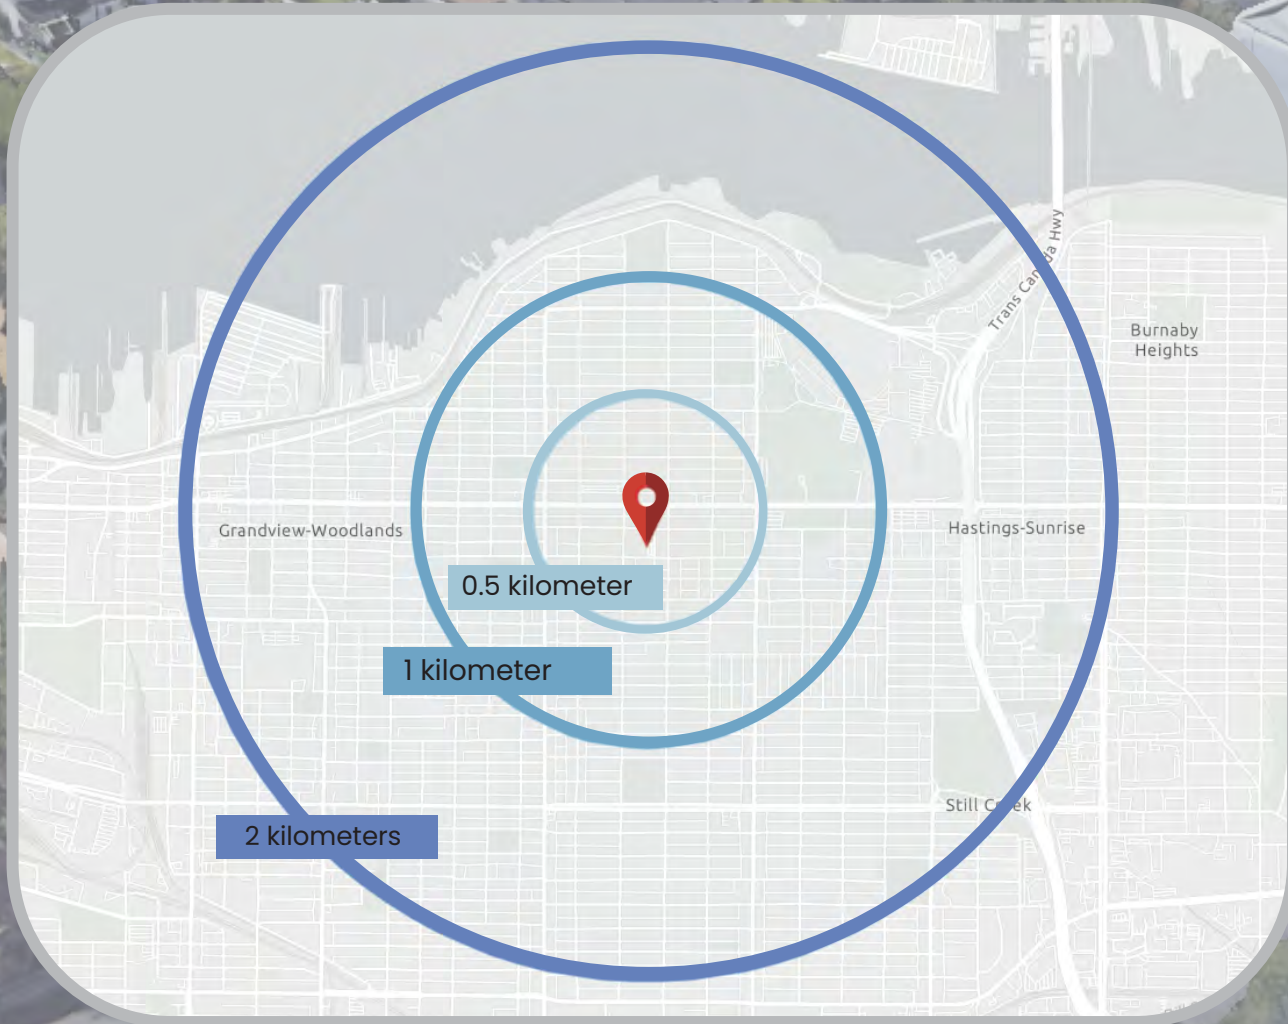 Trans Canada Hwy
Burnaby
Heights
Grandview-Woodlands
Hastings-Sunrise
0.5 kilometer
1 kilometer
Still Creek
2 kilometers